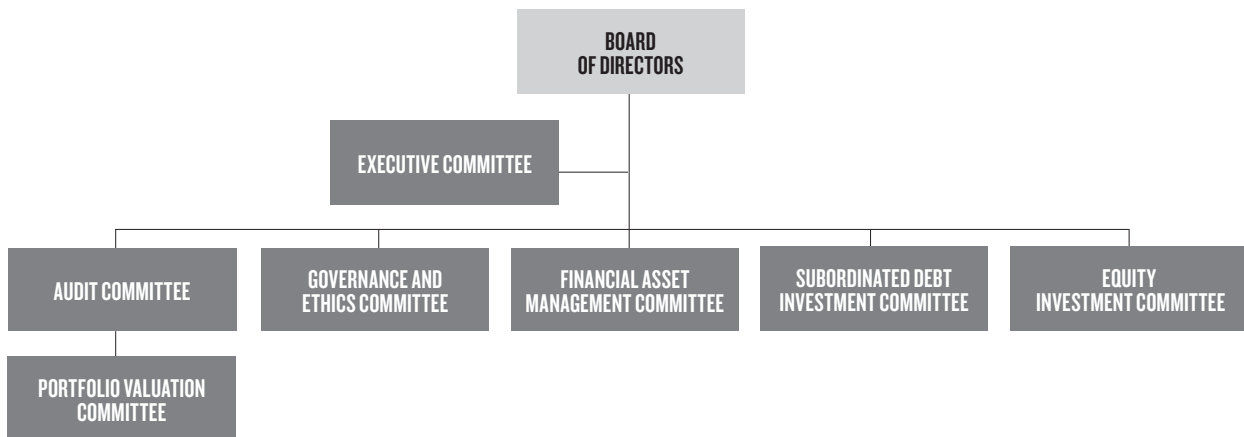 BOARD
OF DIRECTORS
EXECUTIVE COMMITTEE
AUDIT COMMITTEE
GOVERNANCE AND
ETHICS COMMITTEE
FINANCIAL ASSET
MANAGEMENT COMMITTEE
SUBORDINATED DEBT
INVESTMENT COMMITTEE
EQUITY
INVESTMENT COMMITTEE
PORTFOLIO VALUATION
COMMITTEE